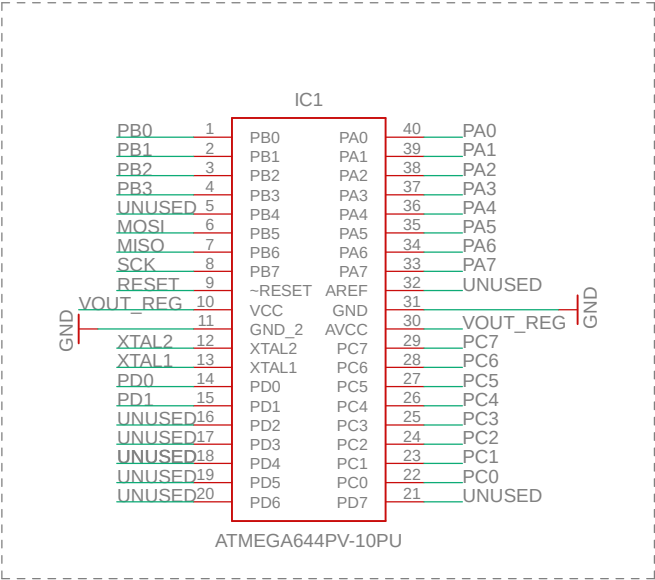 IC1
PB0 1 PB0 PA0 40 PA0
PB1 2 PB1 PA1 39 PA1
PB2 3 PB2 PA2 38 PA2
PB3 4 PB3 PA3 37 PA3
UNUSED 5 PB4 PA4 36 PA4
MOSI 6 PB5 PA5 35 PA5
MISO 7 PB6 PA6 34 PA6
SCK 8 PB7 PA7 33 PA7
RESET 9 ~RESET AREF 32 UNUSED
VOUT_REG 10 VCC GND 31 GND
GND 11 GND_2 AVCC 30 VOUT_REG
XTAL2 12 XTAL2 PC7 29 PC7
XTAL1 13 XTAL1 PC6 28 PC6
PD0 14 PD0 PC5 27 PC5
PD1 15 PD1 PC4 26 PC4
UNUSED 16 PD2 PC3 25 PC3
UNUSED 17 PD3 PC2 24 PC2
UNUSED 18 PD4 PC1 23 PC1
UNUSED 19 PD5 PC0 22 PC0
UNUSED 20 PD6 PD7 21 UNUSED
ATMEGA644PV-10PU